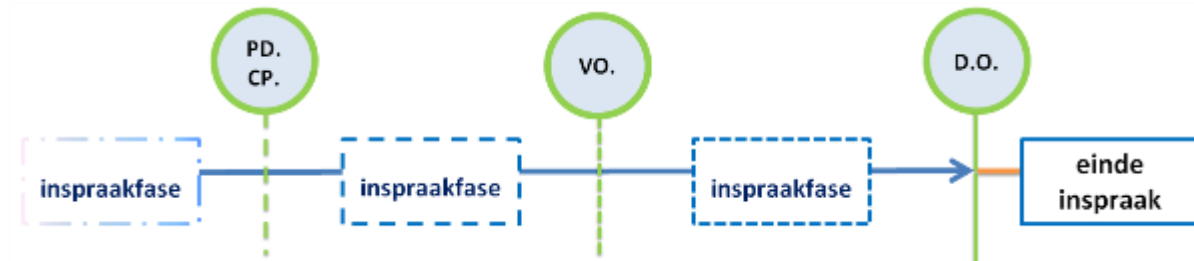 PD.
CP.
VO.
D.O.
inspraakfase
inspraakfase
inspraakfase
einde
inspraak